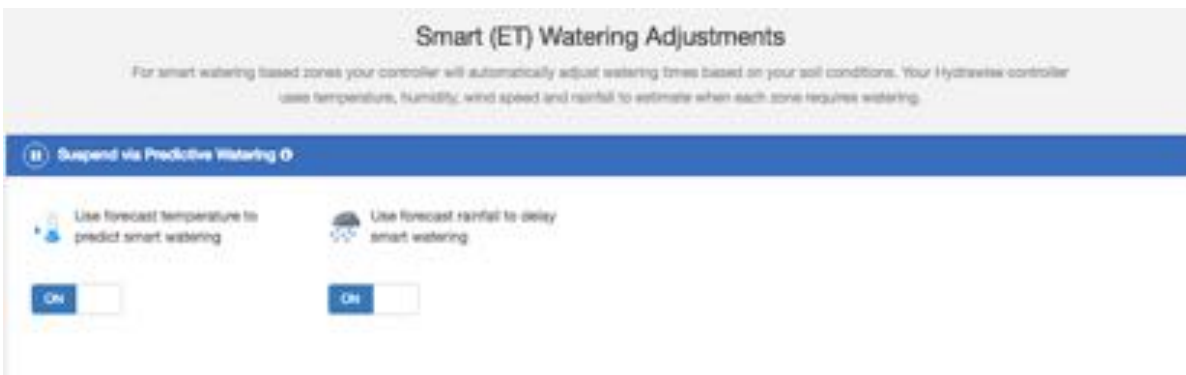 Smart (ET) Watering Adjustments
For smart watering based zones your controller will automatically adjust watering times based on your soil conditions. Your Hydrawise controller
uses temperature, humidity, wind speed and rainfall to estimate when each zone requires watering.
Suspend via Predictive Watering
Use forecast temperature to
predict smart watering
Use forecast rainfall to delay
smart watering
ON
ON